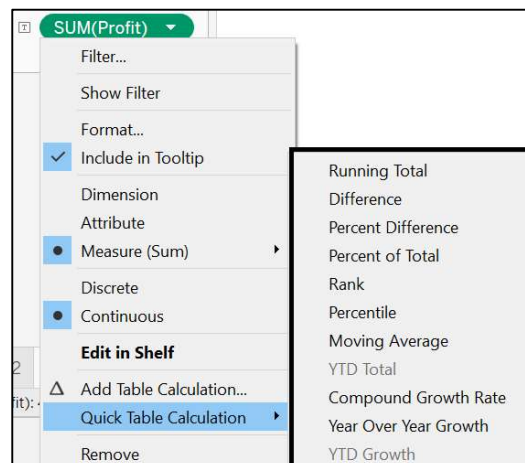 T SUM(Profit)
Filter...
Show Filter
Format...
Include in Tooltip
Dimension
Attribute
Measure (Sum)
Discrete
Continuous
Edit in Shelf
2
fit):
Add Table Calculation...
Quick Table Calculation
Remove
Running Total
Difference
Percent Difference
Percent of Total
Rank
Percentile
Moving Average
YTD Total
Compound Growth Rate
Year Over Year Growth
YTD Growth